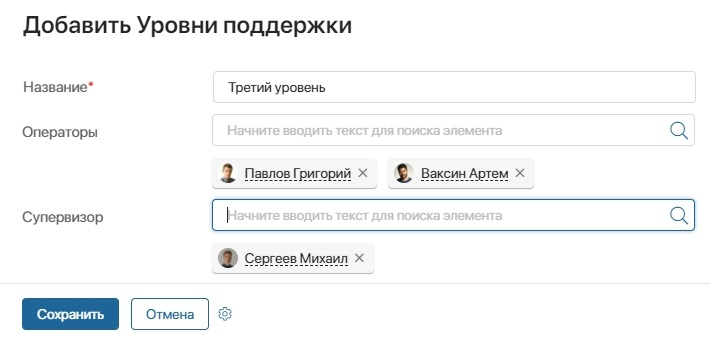 Добавить Уровни поддержки
Название* Третий уровень
Операторы Начните вводить текст для поиска элемента
Павлов Григорий × Ваксин Артем ×
Супервизор Начните вводить текст для поиска элемента
Сергеев Михаил ×
Сохранить Отмена